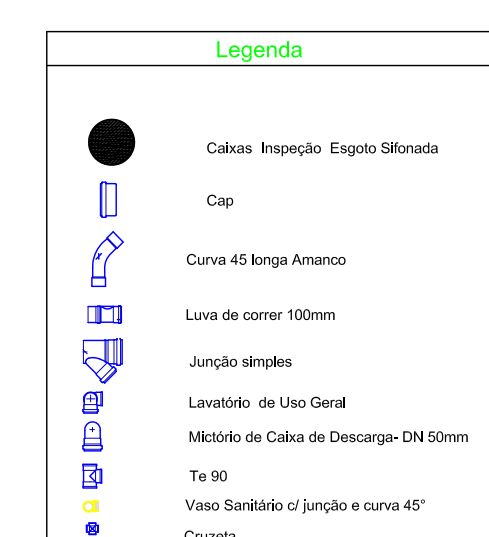 Legenda
Caixas Inspeção Esgoto Sifonada
Cap
Curva 45 longa Amanco
Luva de correr 100mm
Junção simples
Lavatório de Uso Geral
Mictório de Caixa de Descarga- DN 50mm
Te 90
Vaso Sanitário c/ junção e curva 45°
Cruzeta